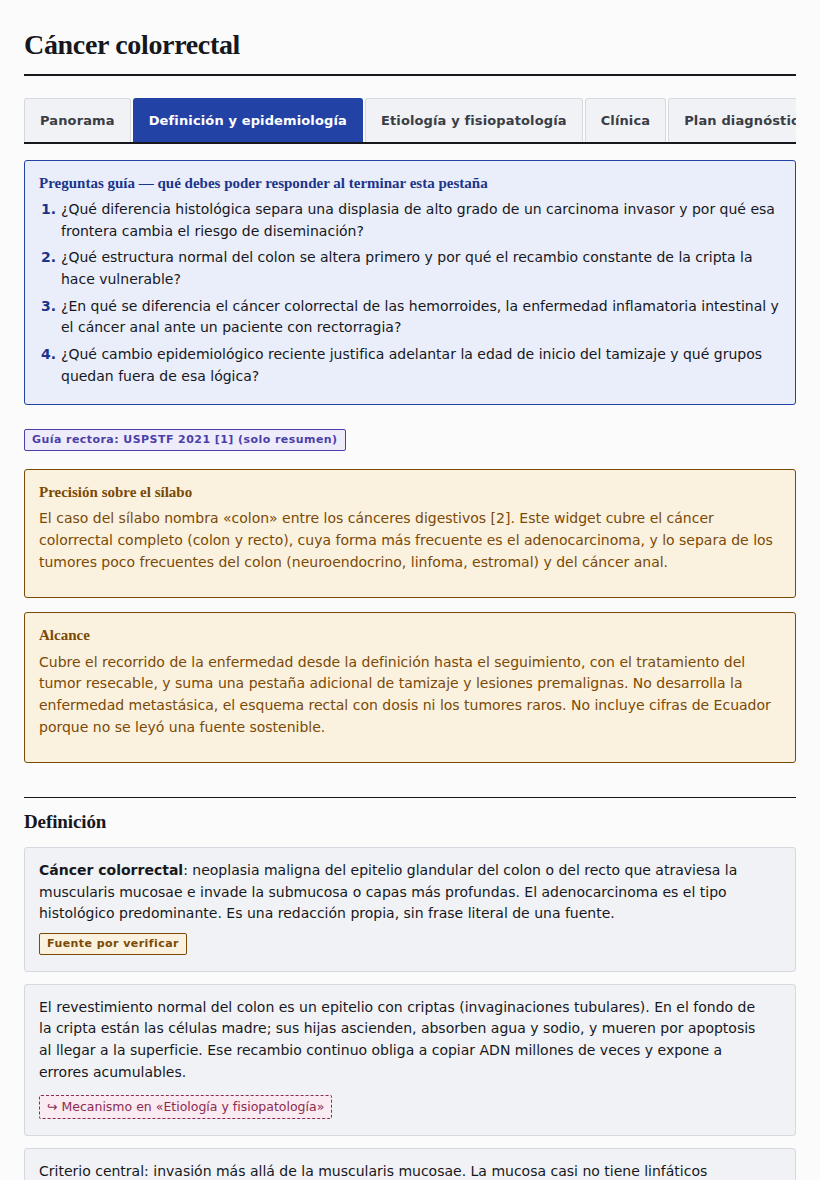 Cáncer colorrectal
Panorama
Definición y epidemiología
Etiología y fisiopatología
Clínica
Plan diagnóstic
Preguntas guía — qué debes poder responder al terminar esta pestaña
1. ¿Qué diferencia histológica separa una displasia de alto grado de un carcinoma invasor y por qué esa
frontera cambia el riesgo de diseminación?
2. ¿Qué estructura normal del colon se altera primero y por qué el recambio constante de la cripta la
hace vulnerable?
3. ¿En qué se diferencia el cáncer colorrectal de las hemorroides, la enfermedad inflamatoria intestinal y
el cáncer anal ante un paciente con rectorragia?
4. ¿Qué cambio epidemiológico reciente justifica adelantar la edad de inicio del tamizaje y qué grupos
quedan fuera de esa lógica?
Guía rectora: USPSTF 2021 [1] (solo resumen)
Precisión sobre el sílabo
El caso del sílabo nombra «colon» entre los cánceres digestivos [2]. Este widget cubre el cáncer
colorrectal completo (colon y recto), cuya forma más frecuente es el adenocarcinoma, y lo separa de los
tumores poco frecuentes del colon (neuroendocrino, linfoma, estromal) y del cáncer anal.
Alcance
Cubre el recorrido de la enfermedad desde la definición hasta el seguimiento, con el tratamiento del
tumor resecable, y suma una pestaña adicional de tamizaje y lesiones premalignas. No desarrolla la
enfermedad metastásica, el esquema rectal con dosis ni los tumores raros. No incluye cifras de Ecuador
porque no se leyó una fuente sostenible.
Definición
Cáncer colorrectal: neoplasia maligna del epitelio glandular del colon o del recto que atraviesa la
muscularis mucosae e invade la submucosa o capas más profundas. El adenocarcinoma es el tipo
histológico predominante. Es una redacción propia, sin frase literal de una fuente.
Fuente por verificar
El revestimiento normal del colon es un epitelio con criptas (invaginaciones tubulares). En el fondo de
la cripta están las células madre; sus hijas ascienden, absorben agua y sodio, y mueren por apoptosis
al llegar a la superficie. Ese recambio continuo obliga a copiar ADN millones de veces y expone a
errores acumulables.
↪ Mecanismo en «Etiología y fisiopatología»
Criterio central: invasión más allá de la muscularis mucosae. La mucosa casi no tiene linfáticos